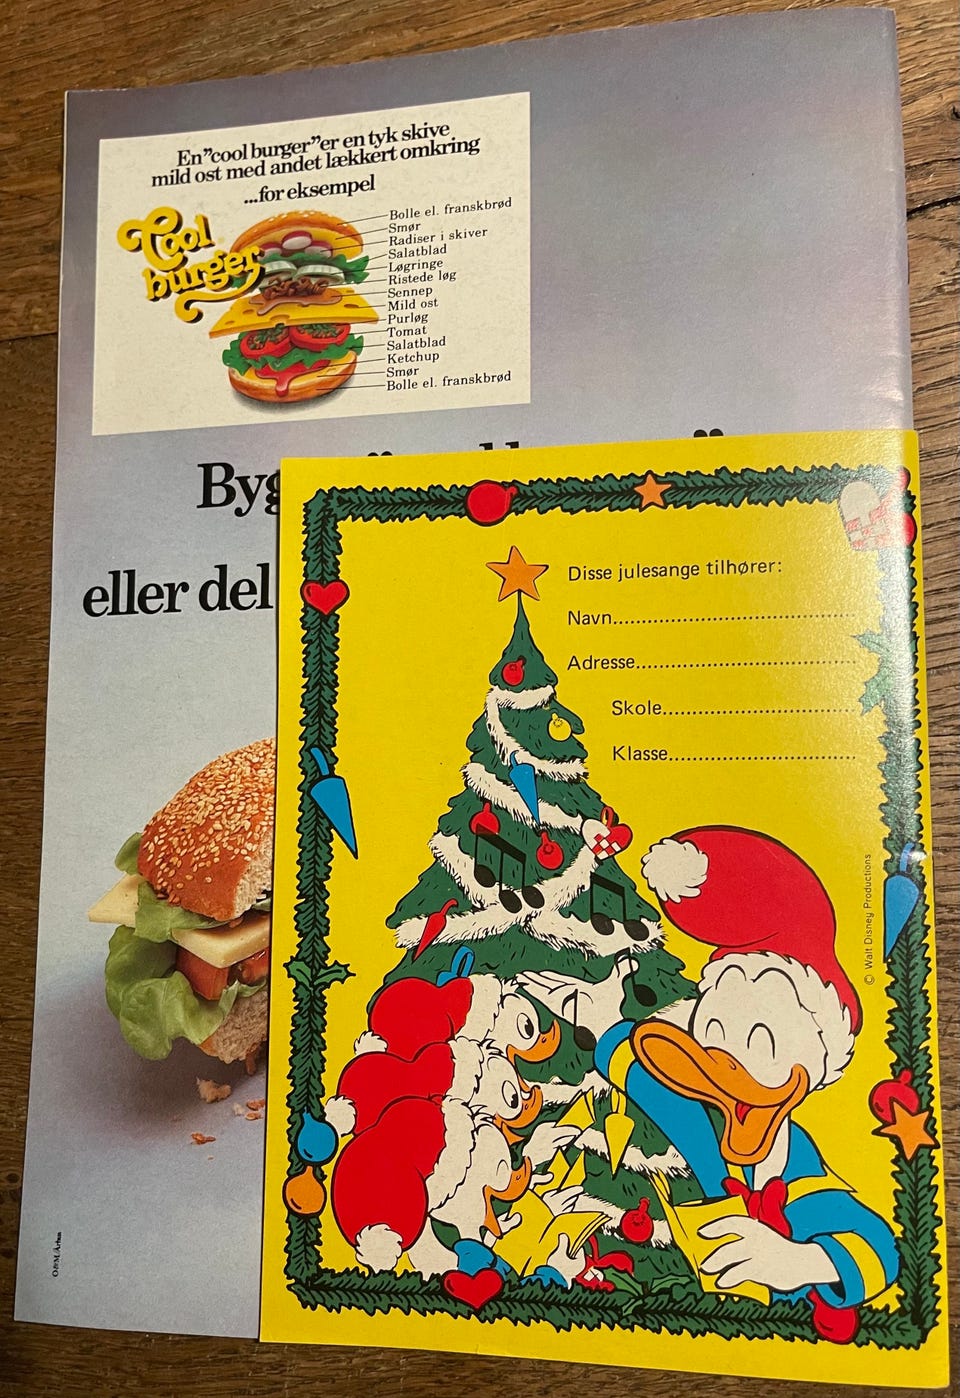 En "cool burger" er en tyk skive
mild ost med andet lækkert omkring
...for eksempel
Cool
burger
Bolle el. franskbrød
Smør
Radiser i skiver
Salatblad
Løgringe
Ristede løg
Sennep
Mild ost
Purløg
Tomat
Salatblad
Ketchup
Smør
Bolle el. franskbrød
eller del
Disse julesange tilhører:
Navn
Adresse
Skole
Klasse
© Walt Disney Productions